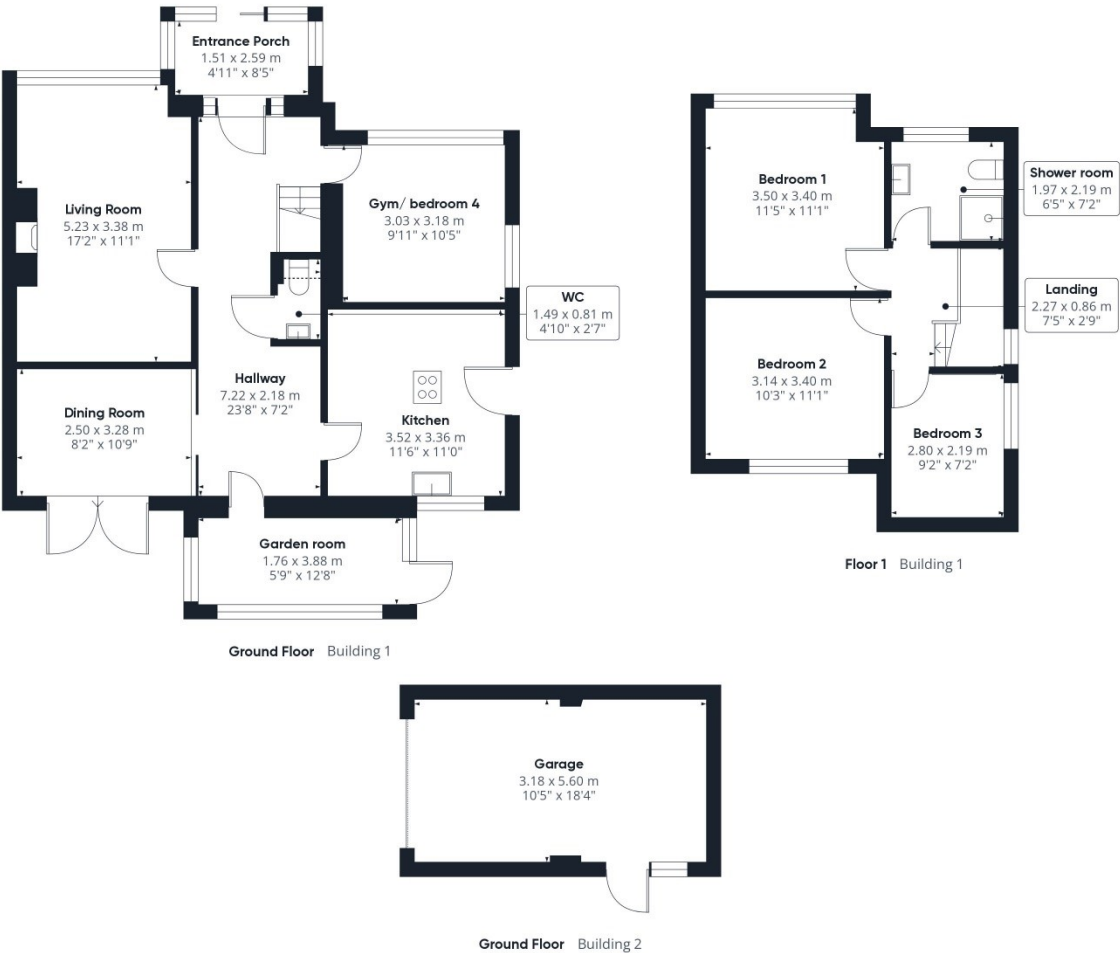 Entrance Porch
1.51 x 2.59 m
4'11" x 8'5"
Living Room
5.23 x 3.38 m
17'2" x 11'1"
Gym/ bedroom 4
3.03 x 3.18 m
9'11" x 10'5"
WC
1.49 x 0.81 m
4'10" x 2'7"
Hallway
7.22 x 2.18 m
23'8" x 7'2"
Dining Room
2.50 x 3.28 m
8'2" x 10'9"
Kitchen
3.52 x 3.36 m
11'6" x 11'0"
Garden room
1.76 x 3.88 m
5'9" x 12'8"
Ground Floor Building 1
Bedroom 1
3.50 x 3.40 m
11'5" x 11'1"
Shower room
1.97 x 2.19 m
6'5" x 7'2"
Landing
2.27 x 0.86 m
7'5" x 2'9"
Bedroom 2
3.14 x 3.40 m
10'3" x 11'1"
Bedroom 3
2.80 x 2.19 m
9'2" x 7'2"
Floor 1 Building 1
Garage
3.18 x 5.60 m
10'5" x 18'4"
Ground Floor Building 2